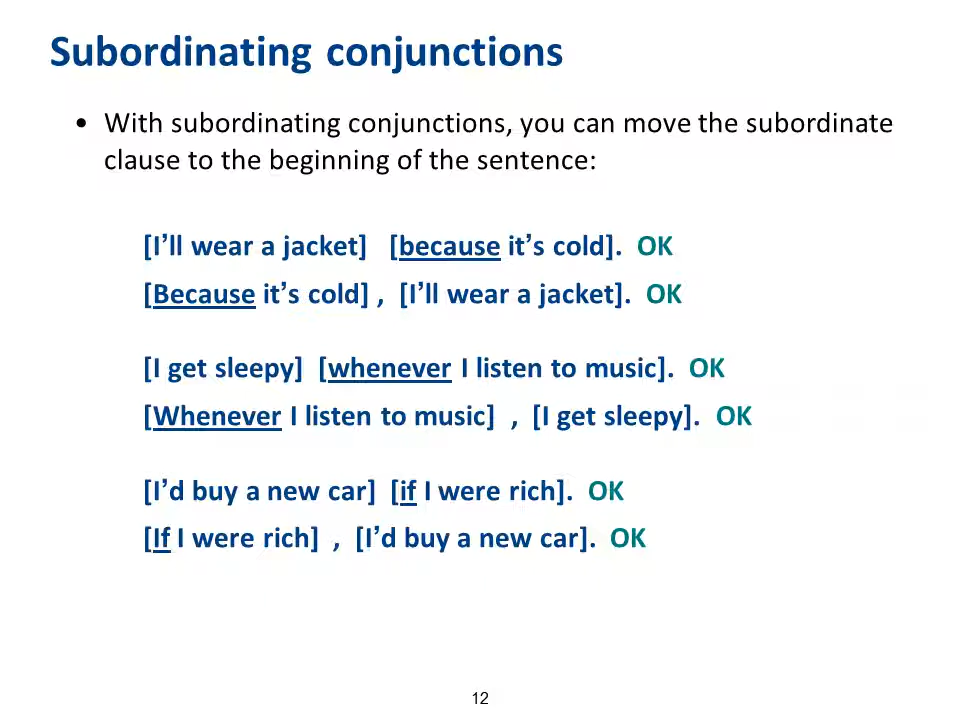 Subordinating conjunctions
• With subordinating conjunctions, you can move the subordinate
clause to the beginning of the sentence:
[I’ll wear a jacket] [because it’s cold]. OK
[Because it’s cold] , [I’ll wear a jacket]. OK
[I get sleepy] [whenever I listen to music]. OK
[Whenever I listen to music] , [I get sleepy]. OK
[I’d buy a new car] [if I were rich]. OK
[If I were rich] , [I’d buy a new car]. OK
12